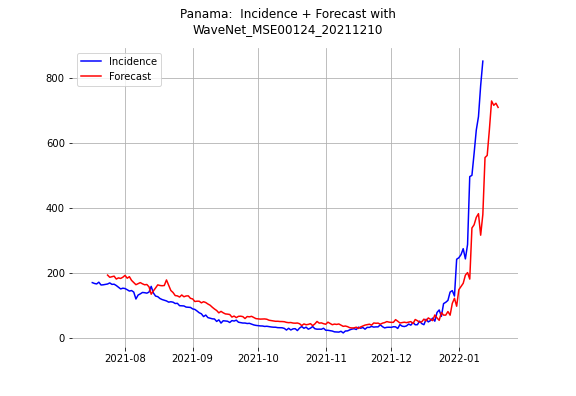 Panama:  Incidence + Forecast with
WaveNet_MSE00124_20211210
Incidence
Forecast
800
600
400
200
0
2021-08 2021-09 2021-10 2021-11 2021-12 2022-01